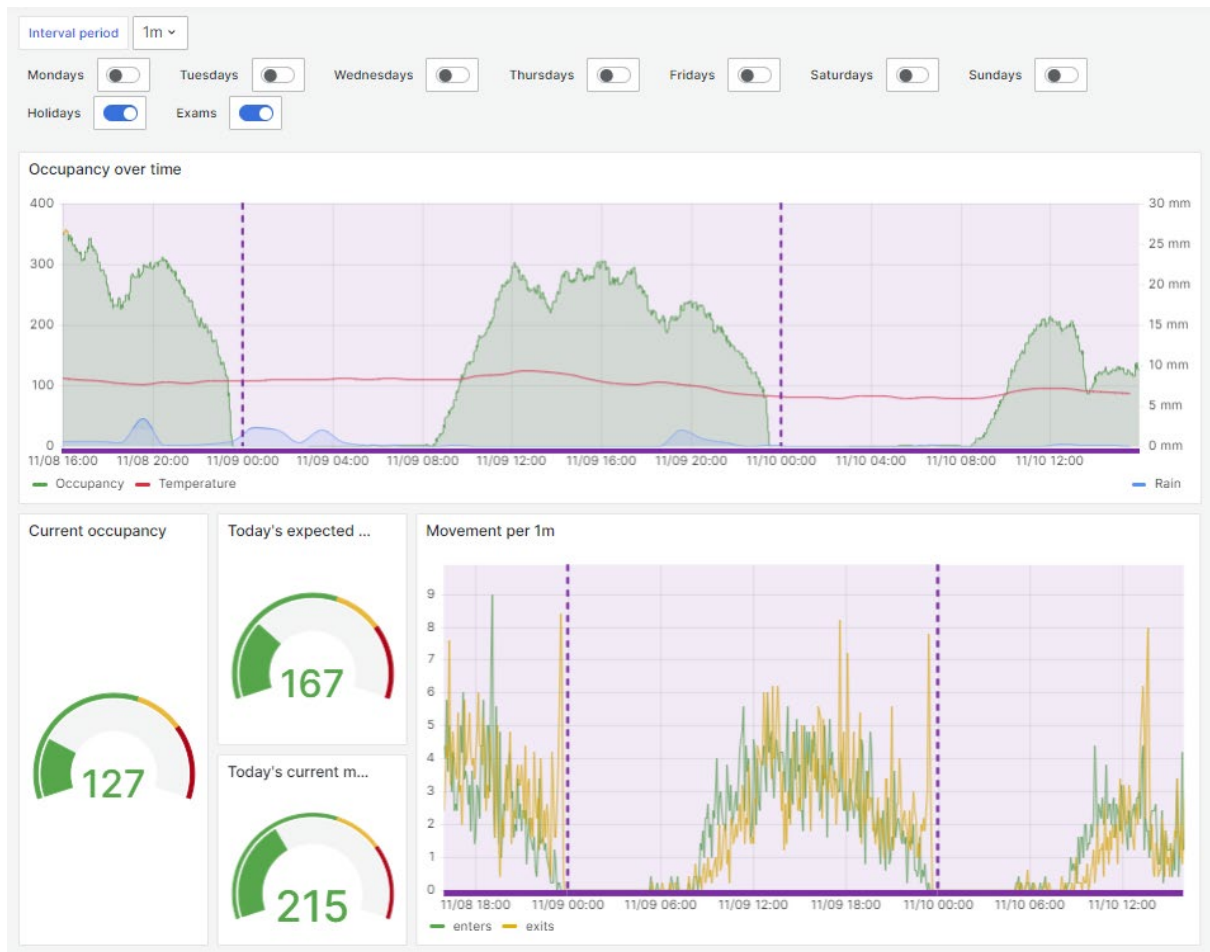 Interval period 1m
Mondays Tuesdays Wednesdays Thursdays Fridays Saturdays Sundays
Holidays Exams
Occupancy over time
400 30 mm
25 mm
300
20 mm
200 15 mm
100 10 mm
5 mm
0 0 mm
11/08 16:00 11/08 20:00 11/09 00:00 11/09 04:00 11/09 08:00 11/09 12:00 11/09 16:00 11/09 20:00 11/10 00:00 11/10 04:00 11/10 08:00 11/10 12:00
Occupancy Temperature Rain
Current occupancy
127
Today's expected ...
167
Today's current m...
215
Movement per 1m
9
8
7
6
5
4
3
2
1
0
11/08 18:00 11/09 00:00 11/09 06:00 11/09 12:00 11/09 18:00 11/10 00:00 11/10 06:00 11/10 12:00
enters exits